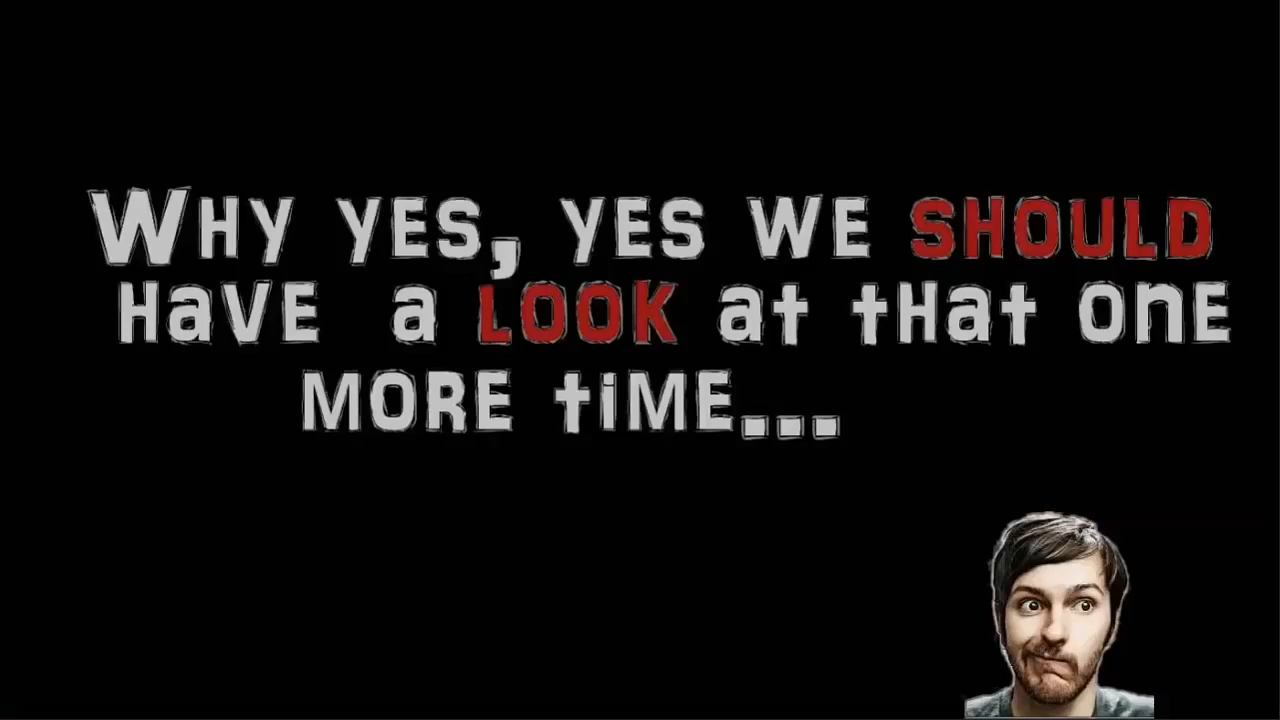 Why yes, yes we should
have a look at that one
more time...